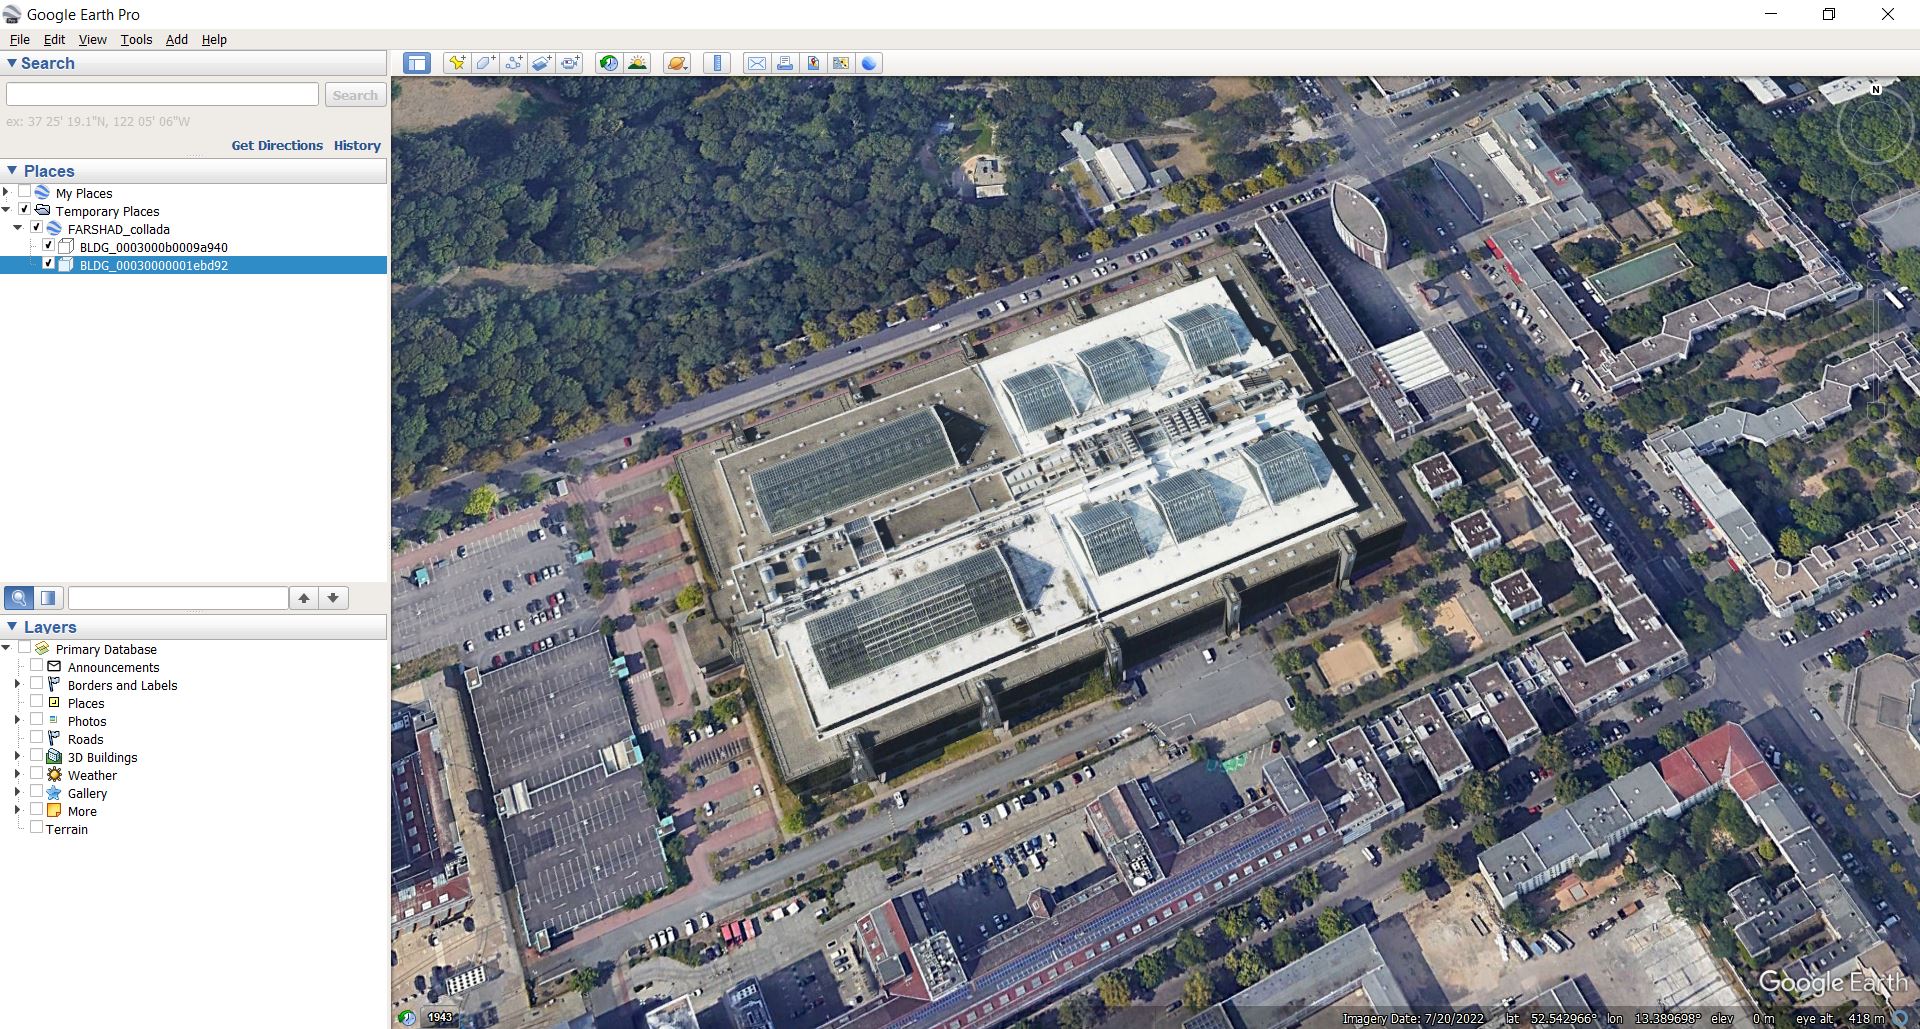 Google Earth Pro
File Edit View Tools Add Help
Search
Search
ex: 37 25' 19.1"N, 122 05' 06"W
Get Directions History
Places
My Places
Temporary Places
FARSHAD_collada
BLDG_0003000b0009a940
BLDG_00030000001ebd92
Layers
Primary Database
Announcements
Borders and Labels
Places
Photos
Roads
3D Buildings
Weather
Gallery
More
Terrain
N
Google Earth
1943
Imagery Date: 7/20/2022 lat 52.542966° lon 13.389698° elev 0 m eye alt 418 m